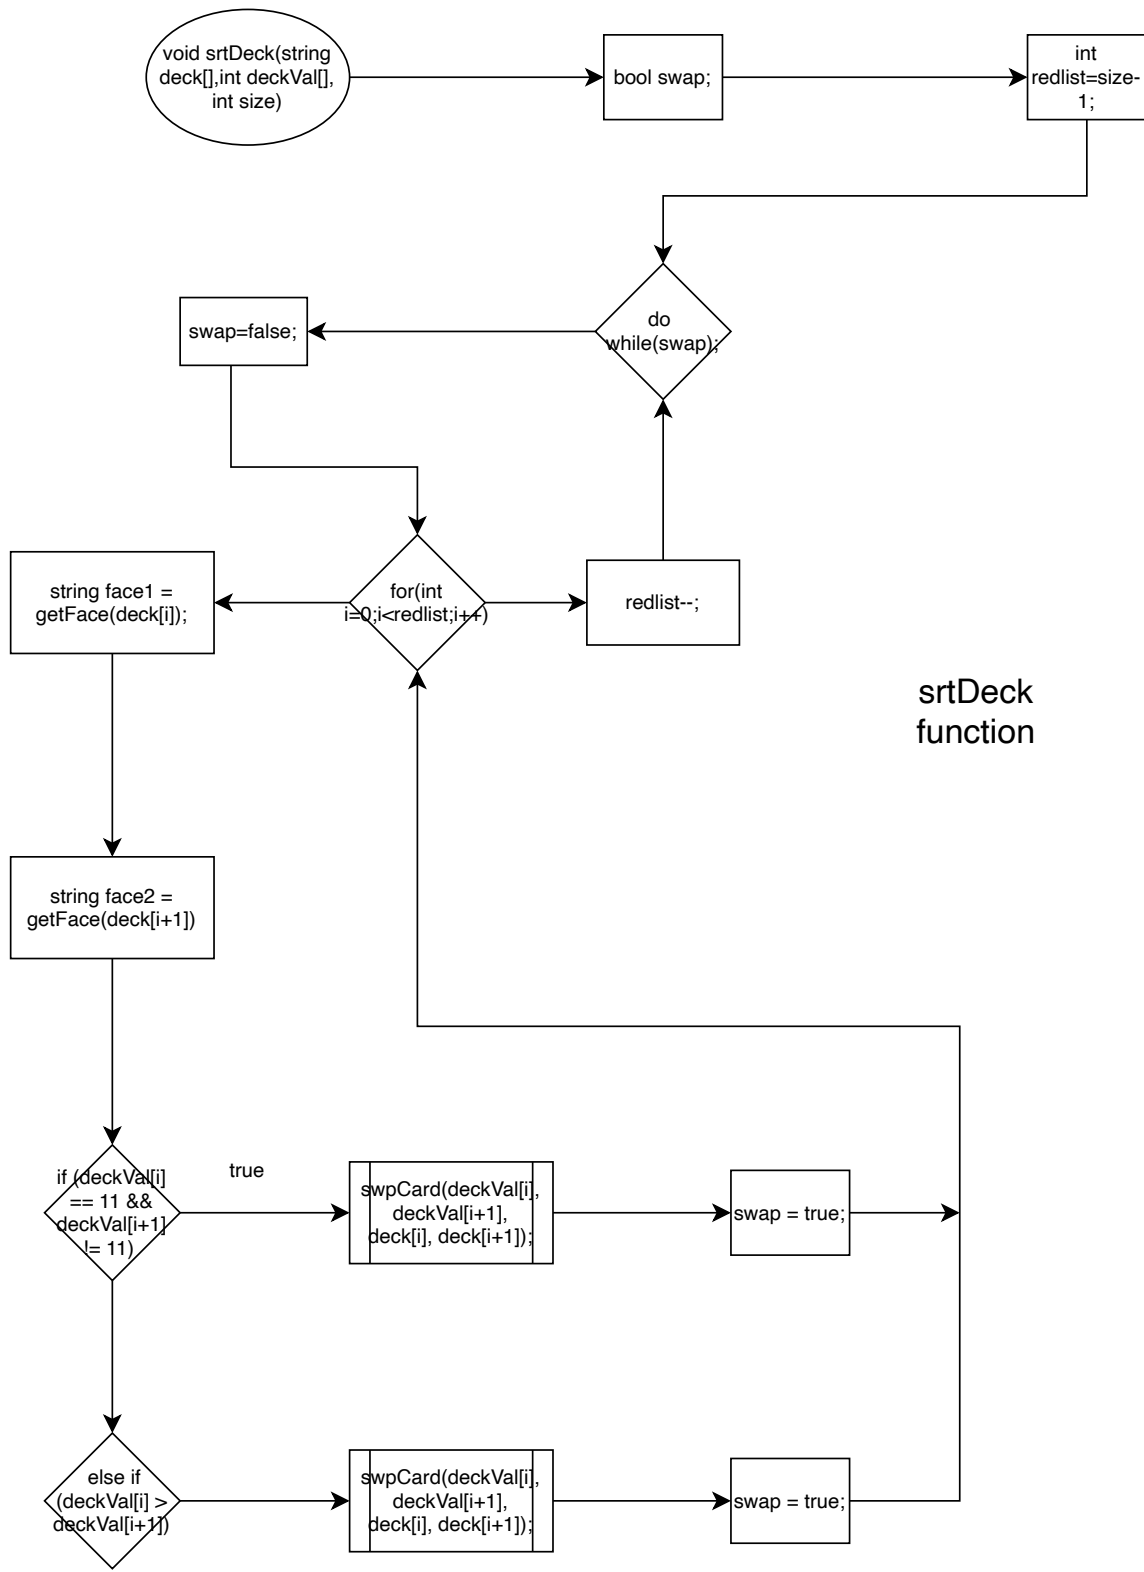 void srtDeck(string
deck[],int deckVal[],
int size)
bool swap;
int
redlist=size-
1;
do
while(swap);
swap=false;
for(int
i=0;i<redlist;i++)
string face1 =
getFace(deck[i]);
redlist--;
srtDeck
function
string face2 =
getFace(deck[i+1])
if (deckVal[i]
== 11 &&
deckVal[i+1]
!= 11)
true
swpCard(deckVal[i],
deckVal[i+1],
deck[i], deck[i+1]);
swap = true;
else if
(deckVal[i] >
deckVal[i+1])
swpCard(deckVal[i],
deckVal[i+1],
deck[i], deck[i+1]);
swap = true;